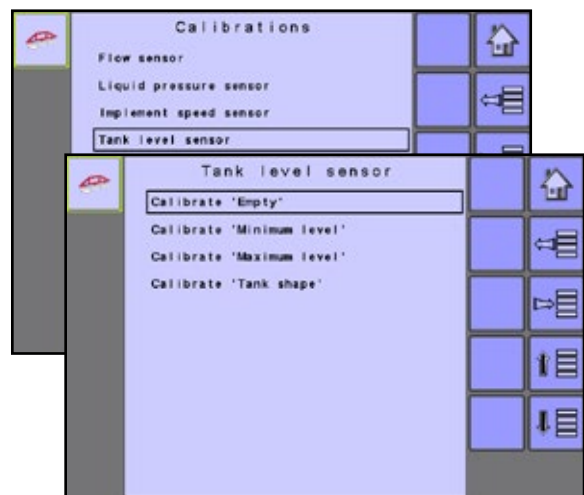 Calibrations
Flow sensor
Liquid pressure sensor
Implement speed sensor
Tank level sensor
Tank level sensor
Calibrate 'Empty'
Calibrate 'Minimum level'
Calibrate 'Maximum level'
Calibrate 'Tank shape'